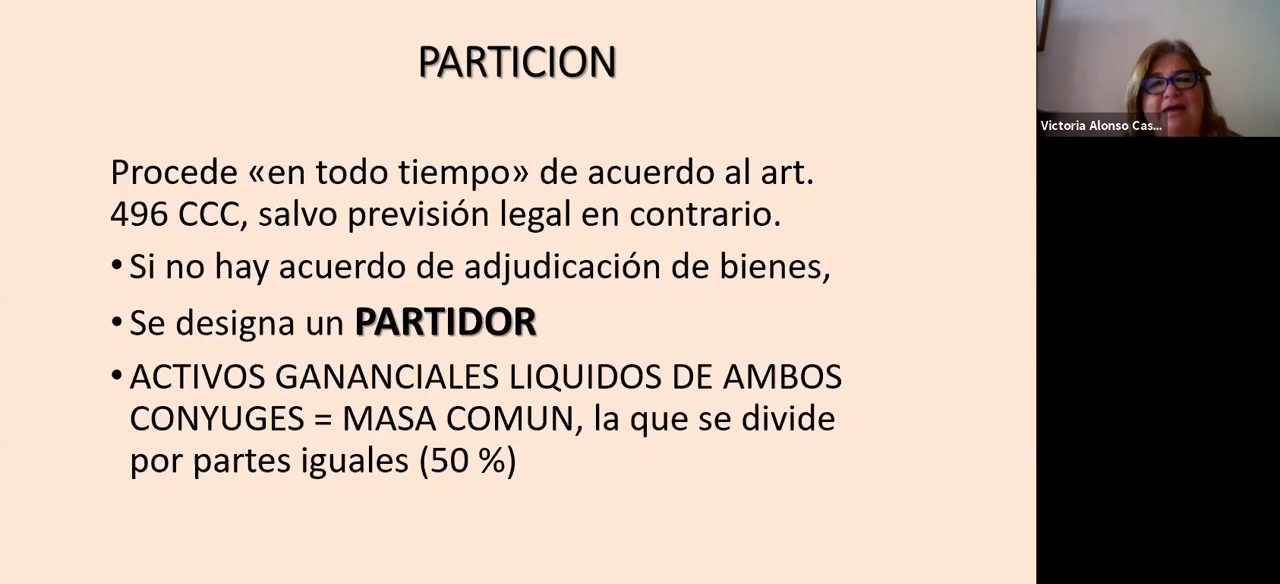 PARTICION
Procede «en todo tiempo» de acuerdo al art.
496 CCC, salvo previsión legal en contrario.
• Si no hay acuerdo de adjudicación de bienes,
• Se designa un PARTIDOR
• ACTIVOS GANANCIALES LIQUIDOS DE AMBOS
CONYUGES = MASA COMUN, la que se divide
por partes iguales (50 %)
Victoria Alonso Cas...